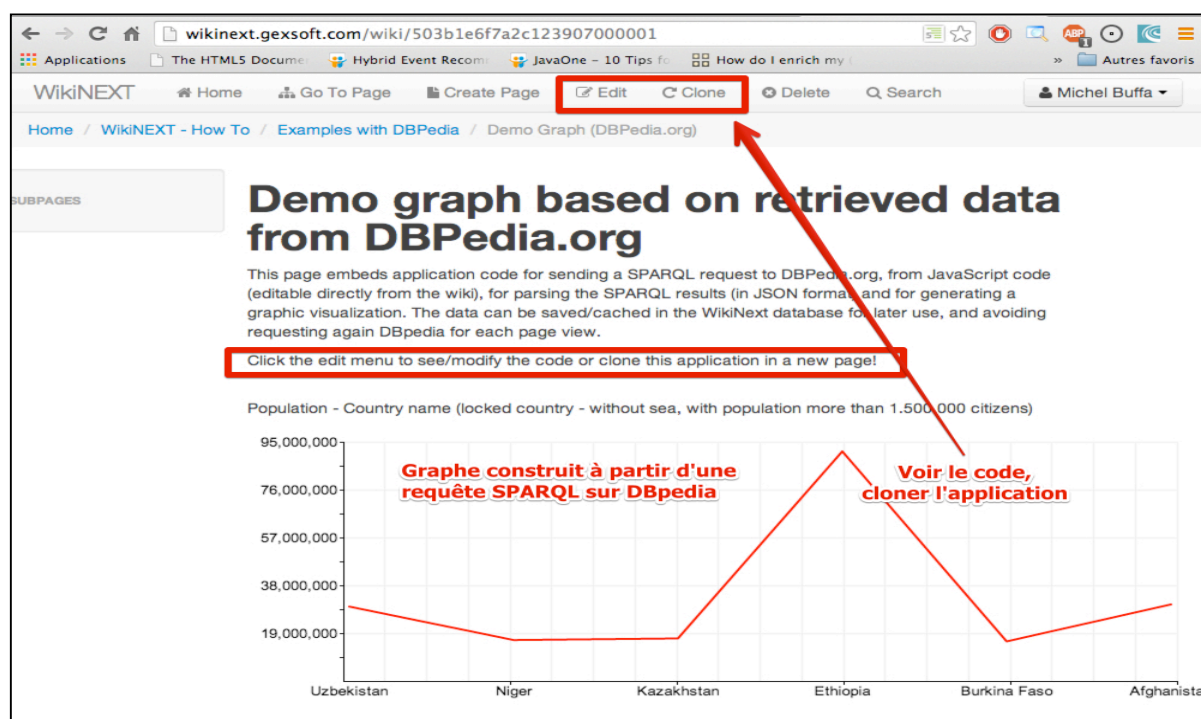 wikinext.gexsoft.com/wiki/503b1e6f7a2c123907000001
Applications The HTML5 Docume Hybrid Event Recom JavaOne – 10 Tips fo How do I enrich my » Autres favoris
WikiNEXT Home Go To Page Create Page Edit Clone Delete Search Michel Buffa
Home / WikiNEXT - How To / Examples with DBPedia / Demo Graph (DBPedia.org)
SUBPAGES
Demo graph based on retrieved data
from DBPedia.org
This page embeds application code for sending a SPARQL request to DBPedia.org, from JavaScript code
(editable directly from the wiki), for parsing the SPARQL results (in JSON format) and for generating a
graphic visualization. The data can be saved/cached in the WikiNext database for later use, and avoiding
requesting again DBpedia for each page view.
Click the edit menu to see/modify the code or clone this application in a new page!
Population - Country name (locked country - without sea, with population more than 1.500.000 citizens)
95,000,000
Graphe construit à partir d'une
requête SPARQL sur DBpedia
Voir le code,
cloner l'application
76,000,000
57,000,000
38,000,000
19,000,000
Uzbekistan Niger Kazakhstan Ethiopia Burkina Faso Afghanista